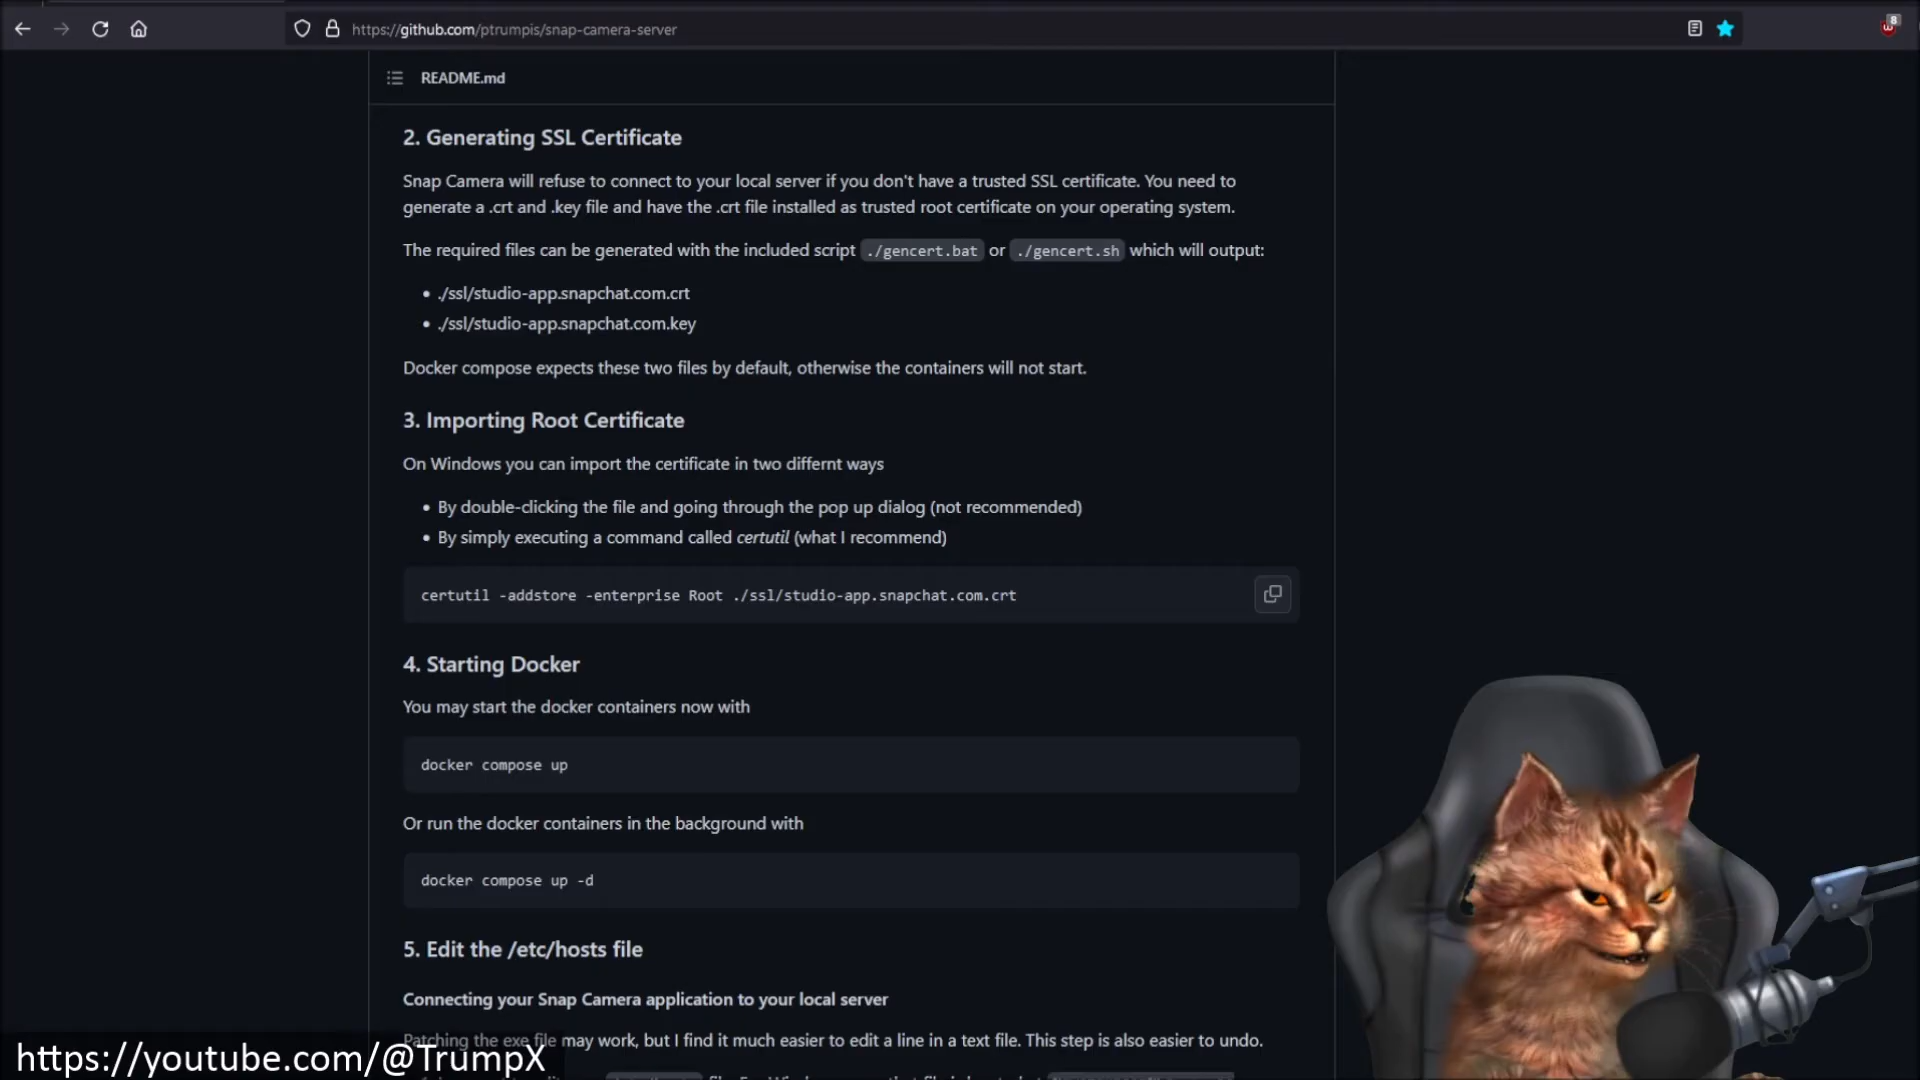 https://github.com/ptrumpis/snap-camera-server
8
README.md
2. Generating SSL Certificate
Snap Camera will refuse to connect to your local server if you don't have a trusted SSL certificate. You need to
generate a .crt and .key file and have the .crt file installed as trusted root certificate on your operating system.
The required files can be generated with the included script ./gencert.bat or ./gencert.sh which will output:
• ./ssl/studio-app.snapchat.com.crt
• ./ssl/studio-app.snapchat.com.key
Docker compose expects these two files by default, otherwise the containers will not start.
3. Importing Root Certificate
On Windows you can import the certificate in two differnt ways
• By double-clicking the file and going through the pop up dialog (not recommended)
• By simply executing a command called certutil (what I recommend)
certutil -addstore -enterprise Root ./ssl/studio-app.snapchat.com.crt
4. Starting Docker
You may start the docker containers now with
docker compose up
Or run the docker containers in the background with
docker compose up -d
5. Edit the /etc/hosts file
Connecting your Snap Camera application to your local server
Patching the exe file may work, but I find it much easier to edit a line in a text file. This step is also easier to undo.
https://youtube.com/@TrumpX